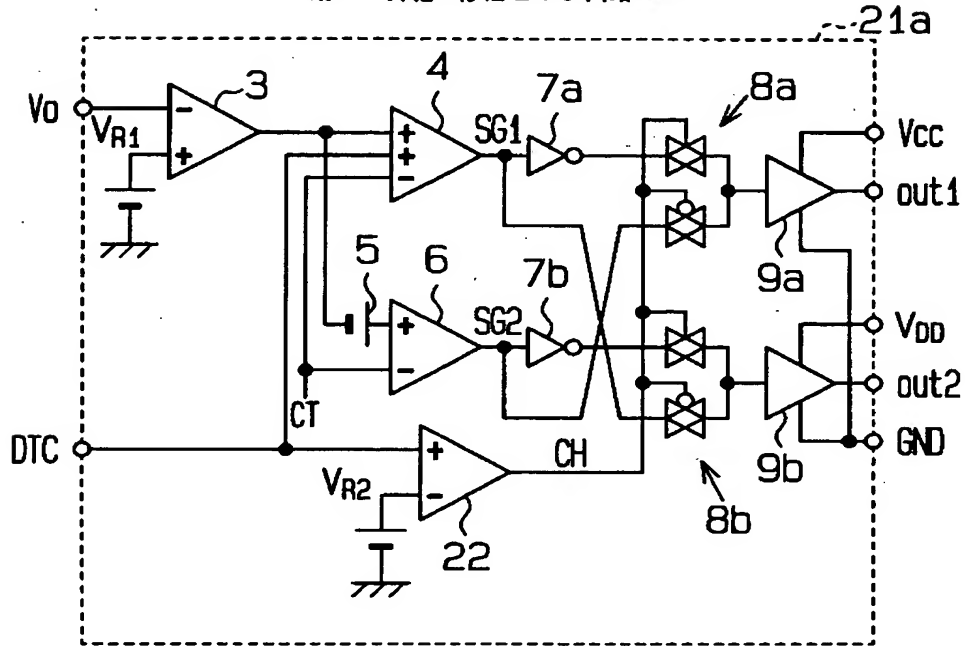 21a
3
4
7a
8a
Vo
VR1
SG1
Vcc
out1
5
6
7b
9a
SG2
VDD
CT
out2
DTC
CH
GND
VR2
9b
22
8b